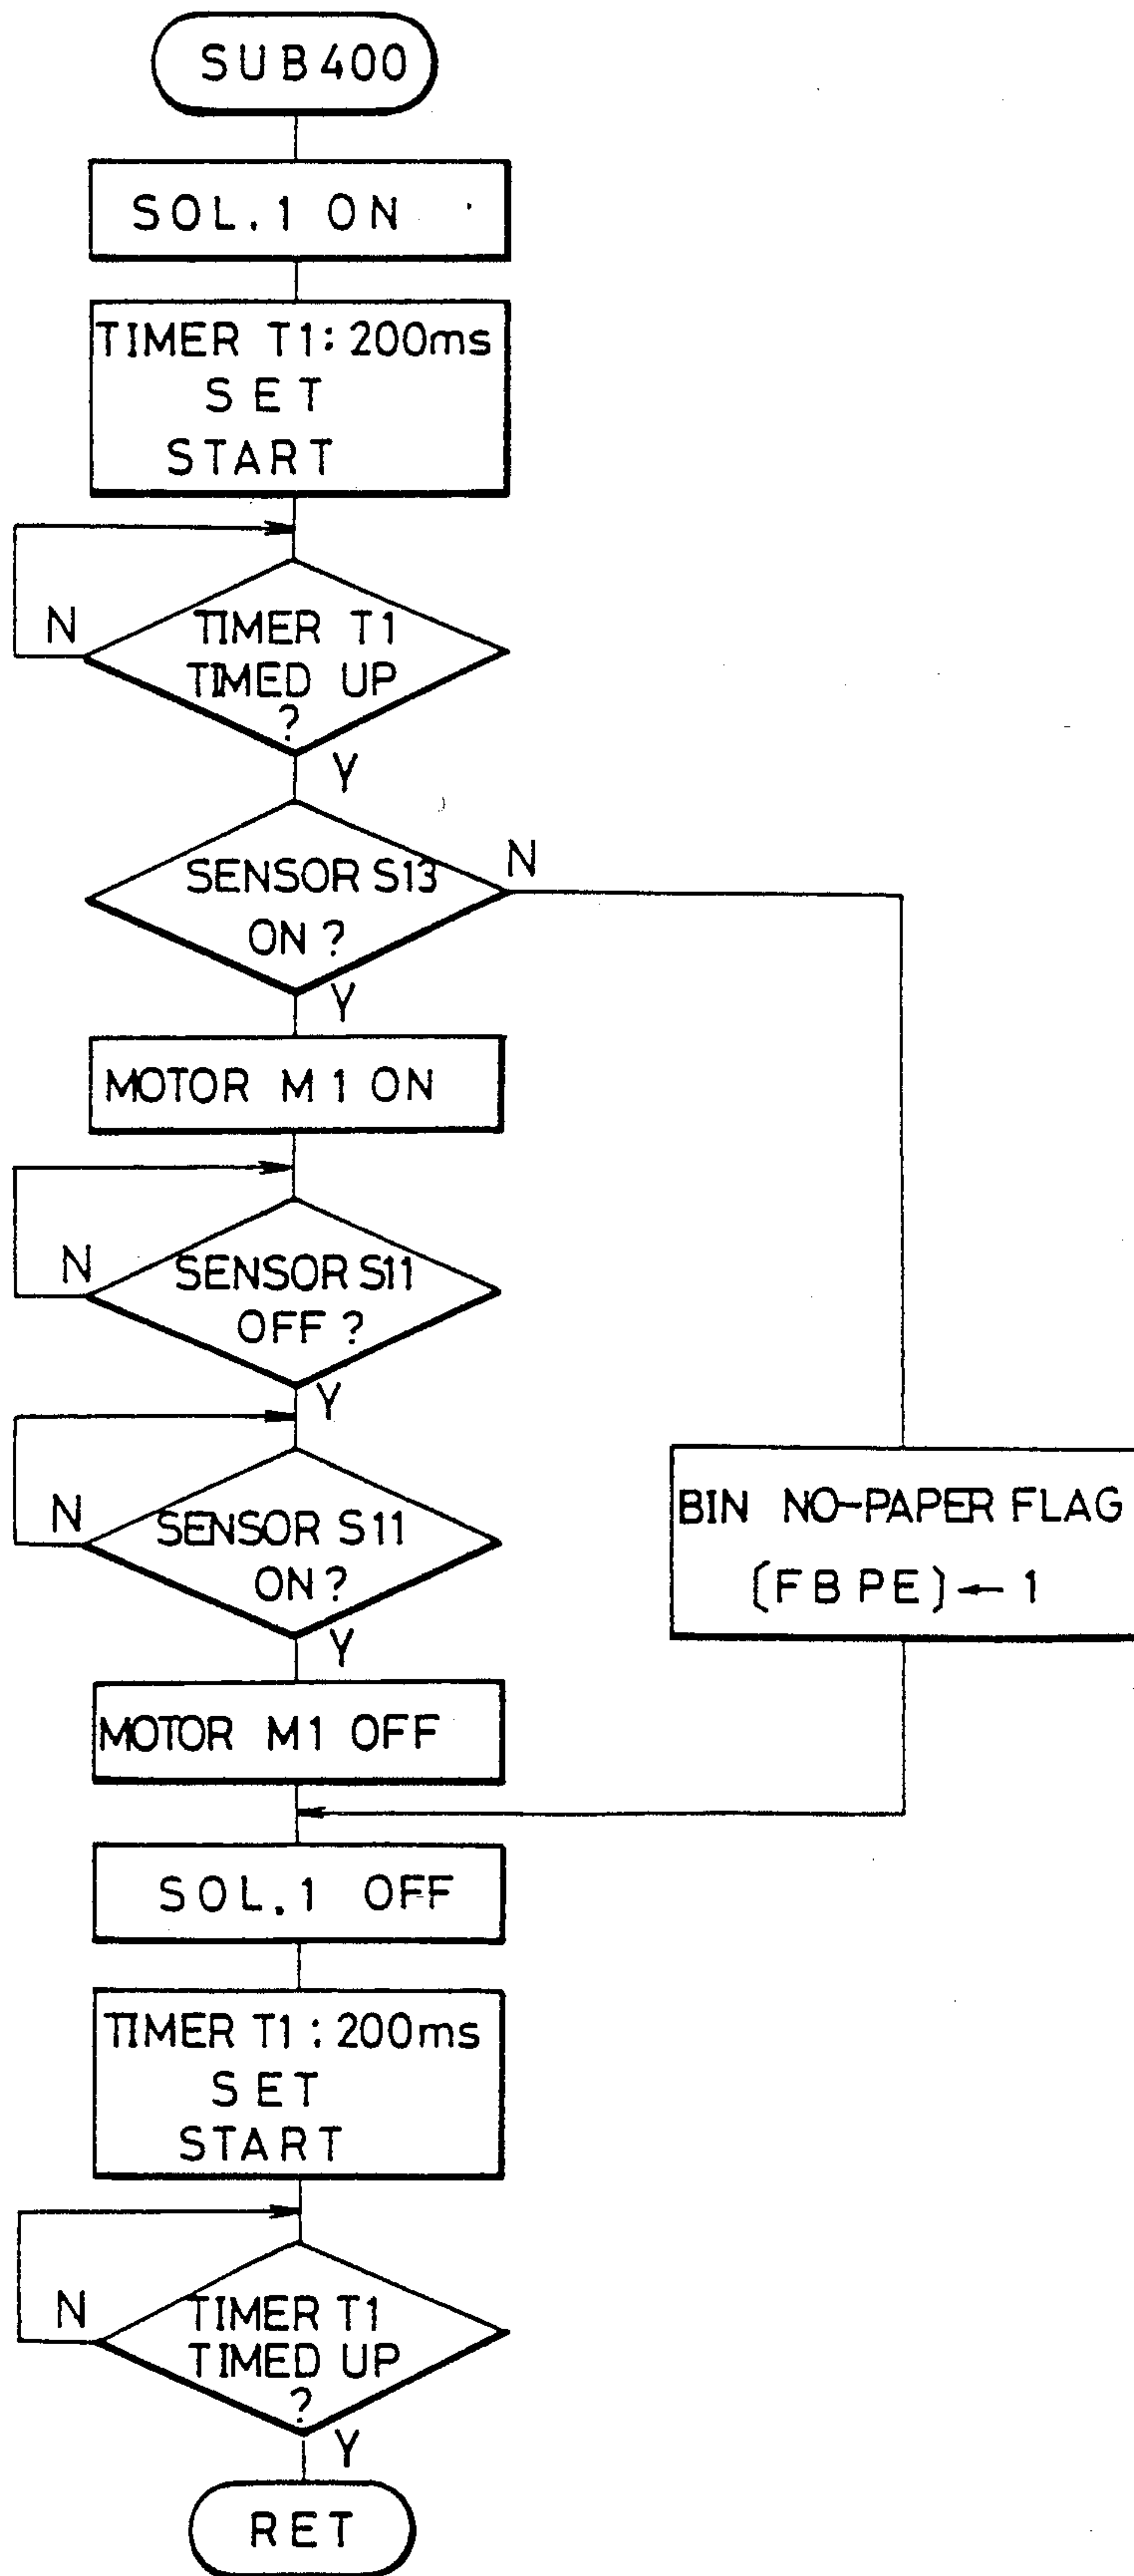 SUB400
SOL.1 ON
TIMER T1: 200ms
SET
START
N
TIMER T1
TIMED UP
?
Y
SENSOR S13
ON ?
N
Y
MOTOR M1 ON
N
SENSOR S11
OFF ?
Y
N
SENSOR S11
ON ?
Y
BIN NO-PAPER FLAG
(FBPE) ← 1
MOTOR M1 OFF
SOL.1 OFF
TIMER T1 : 200ms
SET
START
N
TIMER T1
TIMED UP
?
Y
RET